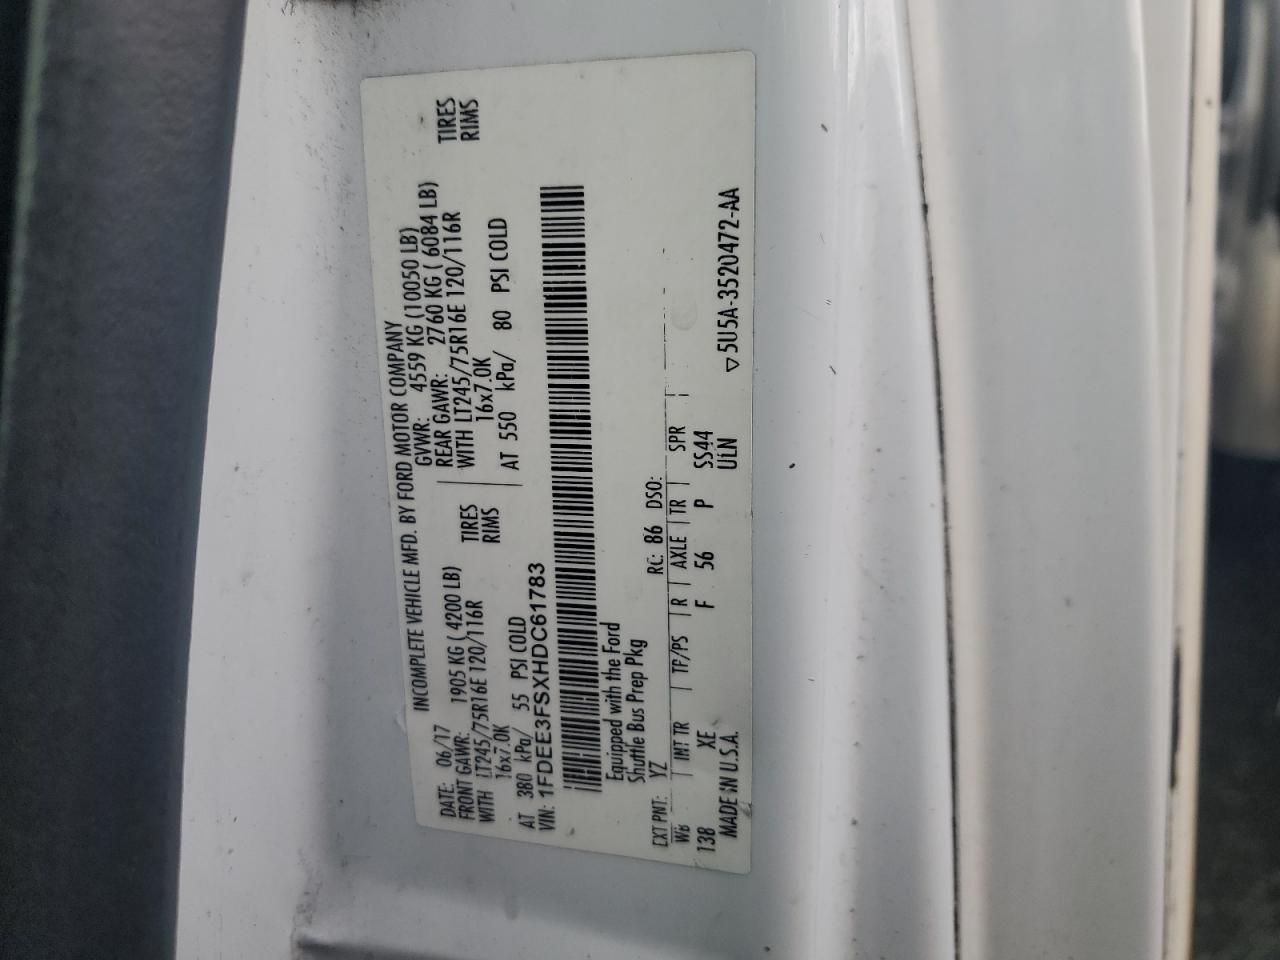 INCOMPLETE VEHICLE MFD. BY FORD MOTOR COMPANY
DATE: 06/17 GVWR: 4559 KG (10050 LB)
FRONT GAWR: 1905 KG ( 4200 LB) REAR GAWR: 2760 KG ( 6084 LB)
WITH LT245/75R16E 120/116R TIRES WITH LT245/75R16E 120/116R TIRES
16x7.0K RIMS 16x7.0K RIMS
AT 380 kPa/ 55 PSI COLD AT 550 kPa/ 80 PSI COLD
VIN: 1FDEE3FSXHDC61783
Equipped with the Ford
Shuttle Bus Prep Pkg
EXT PNT: YZ RC: 86 DSO:
WB INT TR TP/PS R AXLE TR SPR
138 XE F 56 P SS44
MADE IN U.S.A. ULN
▽5U5A-3520472-AA